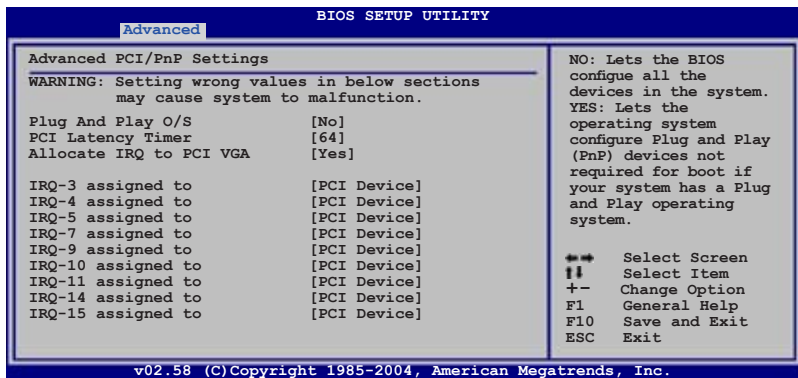 BIOS SETUP UTILITY
Advanced
Advanced PCI/PnP Settings
WARNING: Setting wrong values in below sections
may cause system to malfunction.
Plug And Play O/S [No]
PCI Latency Timer [64]
Allocate IRQ to PCI VGA [Yes]
IRQ-3 assigned to [PCI Device]
IRQ-4 assigned to [PCI Device]
IRQ-5 assigned to [PCI Device]
IRQ-7 assigned to [PCI Device]
IRQ-9 assigned to [PCI Device]
IRQ-10 assigned to [PCI Device]
IRQ-11 assigned to [PCI Device]
IRQ-14 assigned to [PCI Device]
IRQ-15 assigned to [PCI Device]
NO: Lets the BIOS
configue all the
devices in the system.
YES: Lets the
operating system
configure Plug and Play
(PnP) devices not
required for boot if
your system has a Plug
and Play operating
system.
←→ Select Screen
↑↓ Select Item
+- Change Option
F1 General Help
F10 Save and Exit
ESC Exit
v02.58 (C)Copyright 1985-2004, American Megatrends, Inc.